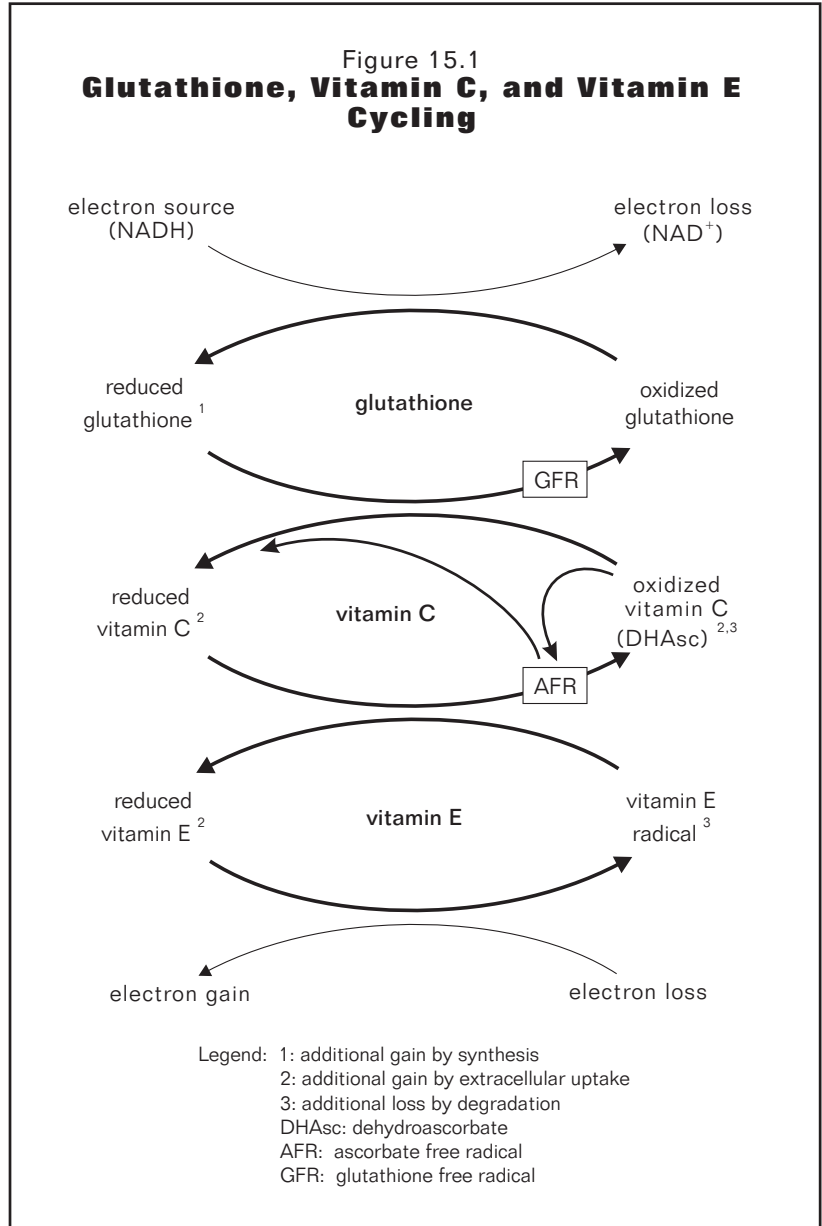 Figure 15.1
Glutathione, Vitamin C, and Vitamin E
Cycling
electron source
(NADH)
electron loss
(NAD⁺)
reduced
glutathione ¹
glutathione
oxidized
glutathione
GFR
reduced
vitamin C ²
vitamin C
oxidized
vitamin C
(DHAsc) ²,³
AFR
reduced
vitamin E ²
vitamin E
vitamin E
radical ³
electron gain
electron loss
Legend: 1: additional gain by synthesis
2: additional gain by extracellular uptake
3: additional loss by degradation
DHAsc: dehydroascorbate
AFR: ascorbate free radical
GFR: glutathione free radical